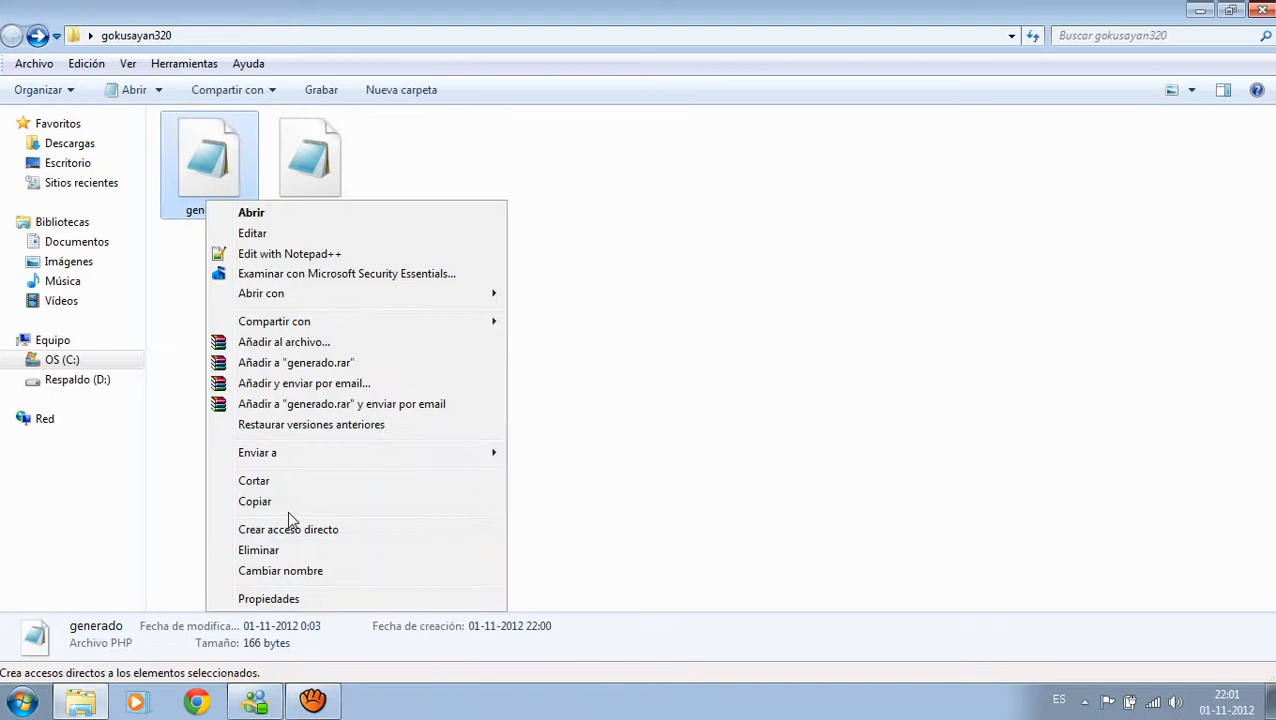 gokusayan320
Buscar gokusayan320
Archivo Edición Ver Herramientas Ayuda
Organizar Abrir Compartir con Grabar Nueva carpeta
Favoritos
Descargas
Escritorio
Sitios recientes
Bibliotecas
Documentos
Imágenes
Música
Vídeos
Equipo
OS (C:)
Respaldo (D:)
Red
Abrir
Editar
Edit with Notepad++
Examinar con Microsoft Security Essentials...
Abrir con
Compartir con
Añadir al archivo...
Añadir a "generado.rar"
Añadir y enviar por email...
Añadir a "generado.rar" y enviar por email
Restaurar versiones anteriores
Enviar a
Cortar
Copiar
Crear acceso directo
Eliminar
Cambiar nombre
Propiedades
generado Fecha de modifica... 01-11-2012 0:03 Fecha de creación: 01-11-2012 22:00
Archivo PHP Tamaño: 166 bytes
Crea accesos directos a los elementos seleccionados.
ES
22:01
01-11-2012